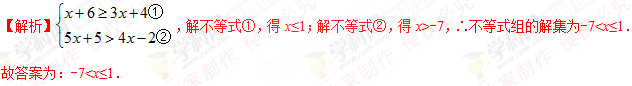 【解析】{x+6≥3x+4①
5x+5>4x−2②，解不等式①，得 x≤1；解不等式②，得 x>-7，∴不等式组的解集为-7<x≤1．
故答案为：-7<x≤1．